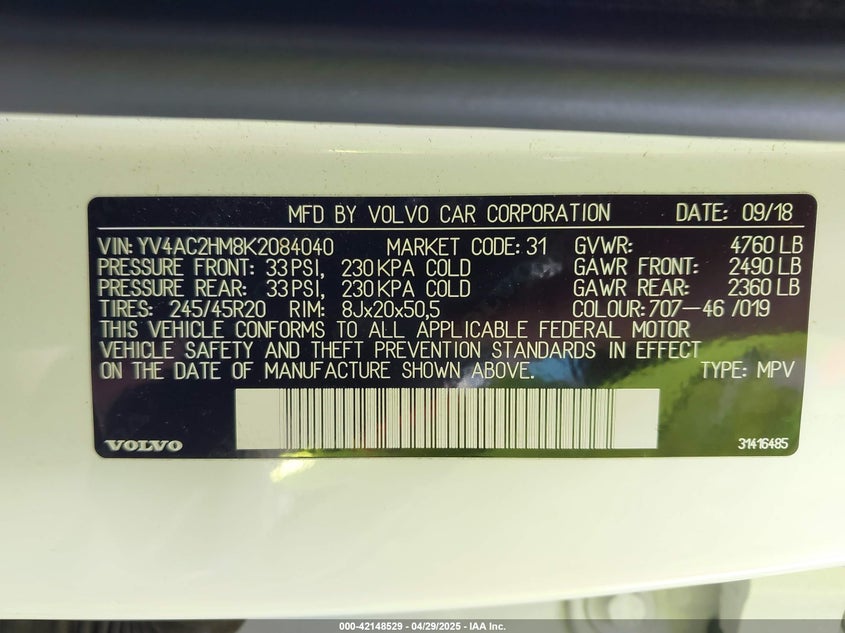 MFD BY VOLVO CAR CORPORATION DATE: 09/18
VIN: YV4AC2HM8K2084040 MARKET CODE: 31 GVWR: 4760 LB
PRESSURE FRONT: 33 PSI, 230 KPA COLD GAWR FRONT: 2490 LB
PRESSURE REAR: 33 PSI, 230 KPA COLD GAWR REAR: 2360 LB
TIRES: 245/45R20 RIM: 8Jx20x50,5 COLOUR: 707-46 /019
THIS VEHICLE CONFORMS TO ALL APPLICABLE FEDERAL MOTOR
VEHICLE SAFETY AND THEFT PREVENTION STANDARDS IN EFFECT
ON THE DATE OF MANUFACTURE SHOWN ABOVE. TYPE: MPV
VOLVO 31416485
000-42148529 - 04/29/2025 - IAA Inc.